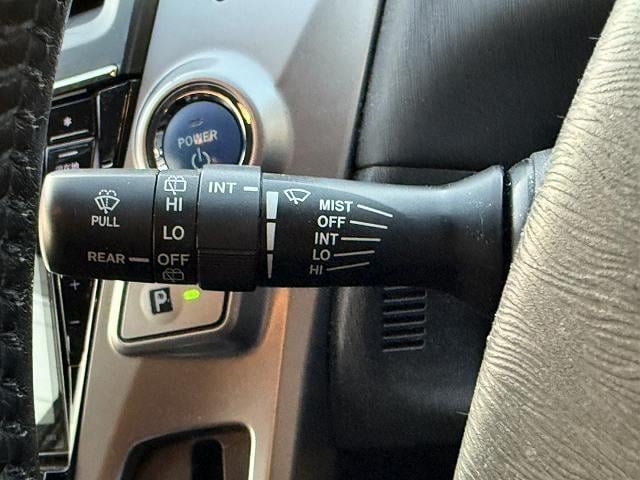 POWER
PULL
REAR
HI
LO
OFF
INT
MIST
OFF
INT
LO
HI
P